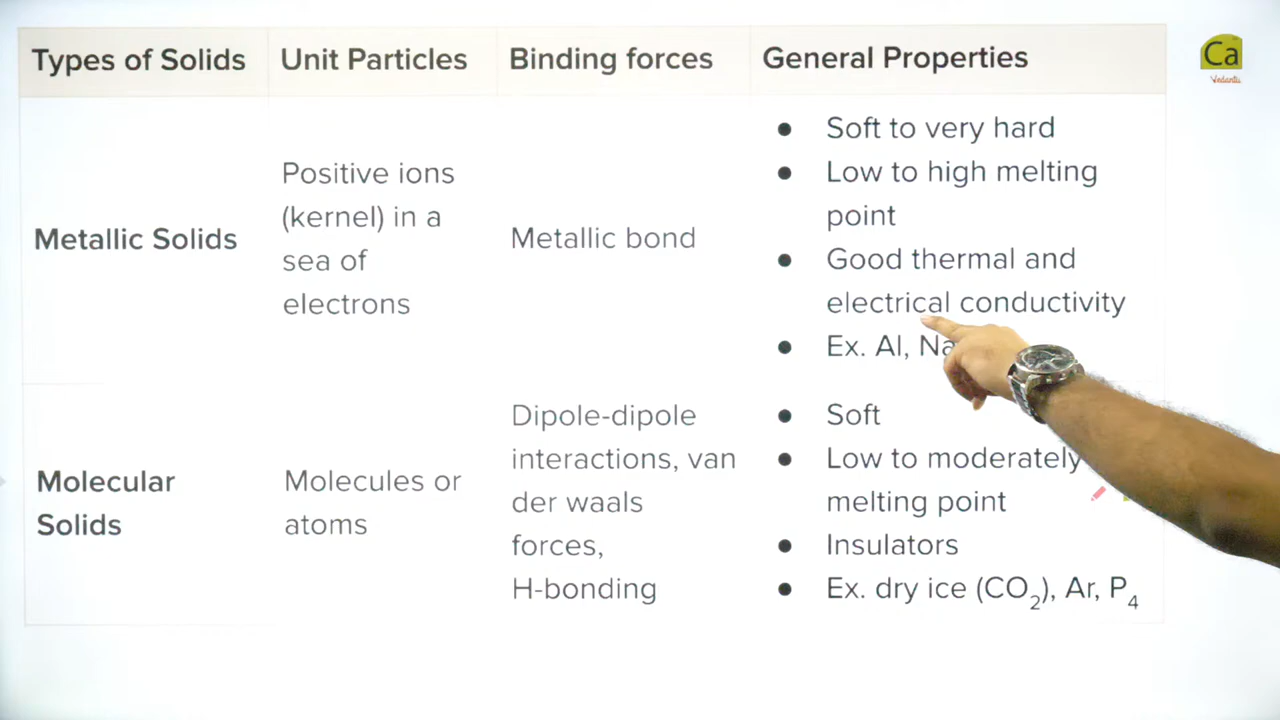 Types of Solids
Unit Particles
Binding forces
General Properties
Metallic Solids
Positive ions
(kernel) in a
sea of
electrons
Metallic bond
● Soft to very hard
● Low to high melting
point
● Good thermal and
electrical conductivity
● Ex. Al, Na
Molecular
Solids
Molecules or
atoms
Dipole-dipole
interactions, van
der waals
forces,
H-bonding
● Soft
● Low to moderately
melting point
● Insulators
● Ex. dry ice (CO₂), Ar, P₄
Ca
Vedantu